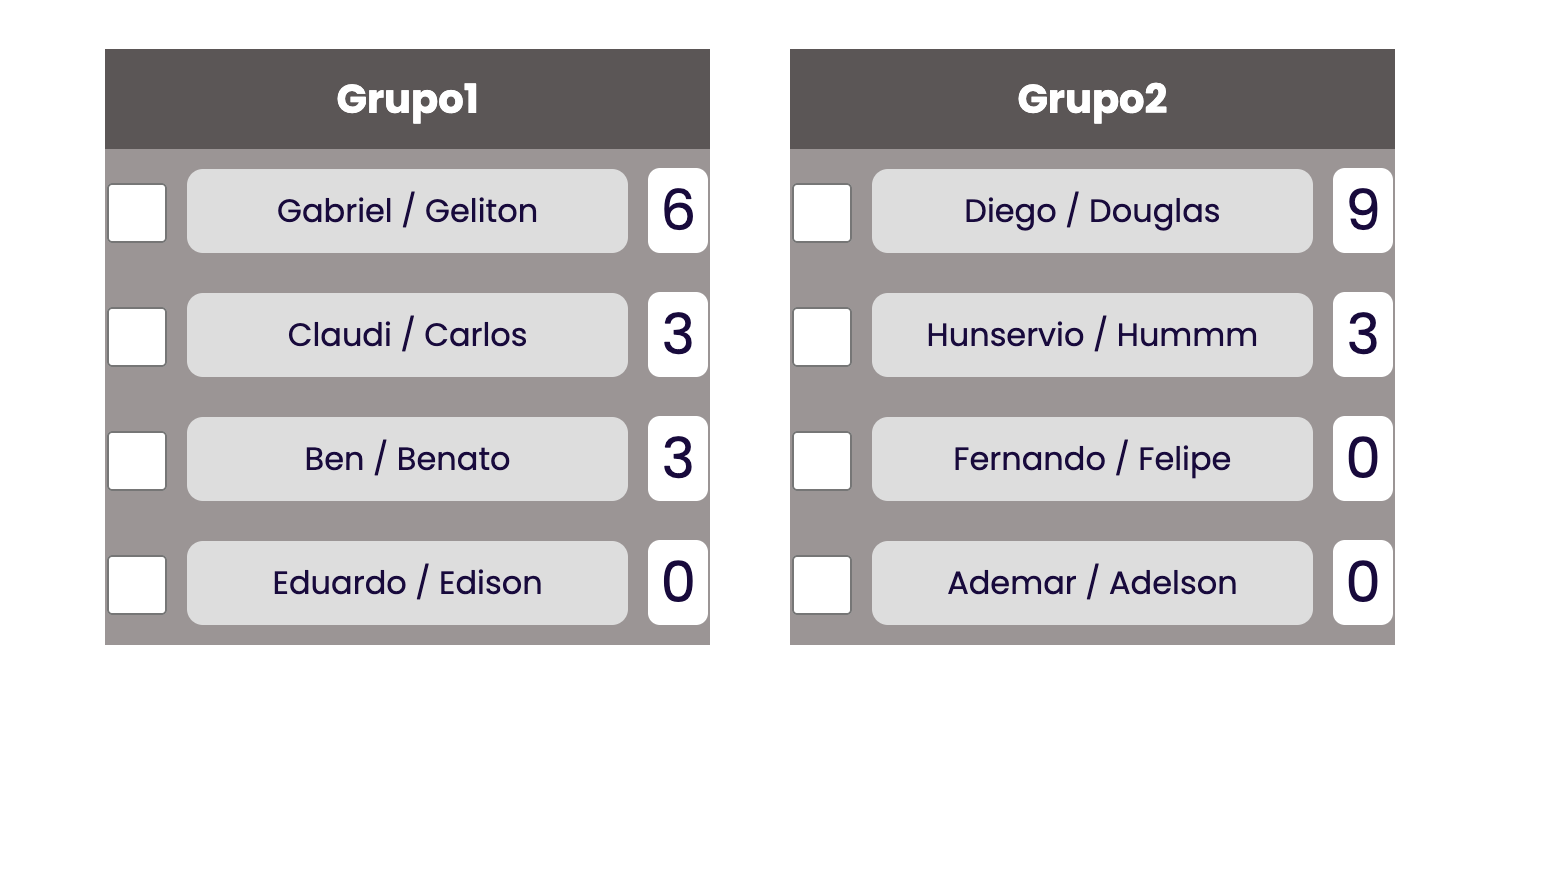 Grupo1
Gabriel / Geliton 6
Claudi / Carlos 3
Ben / Benato 3
Eduardo / Edison 0
Grupo2
Diego / Douglas 9
Hunservio / Hummm 3
Fernando / Felipe 0
Ademar / Adelson 0